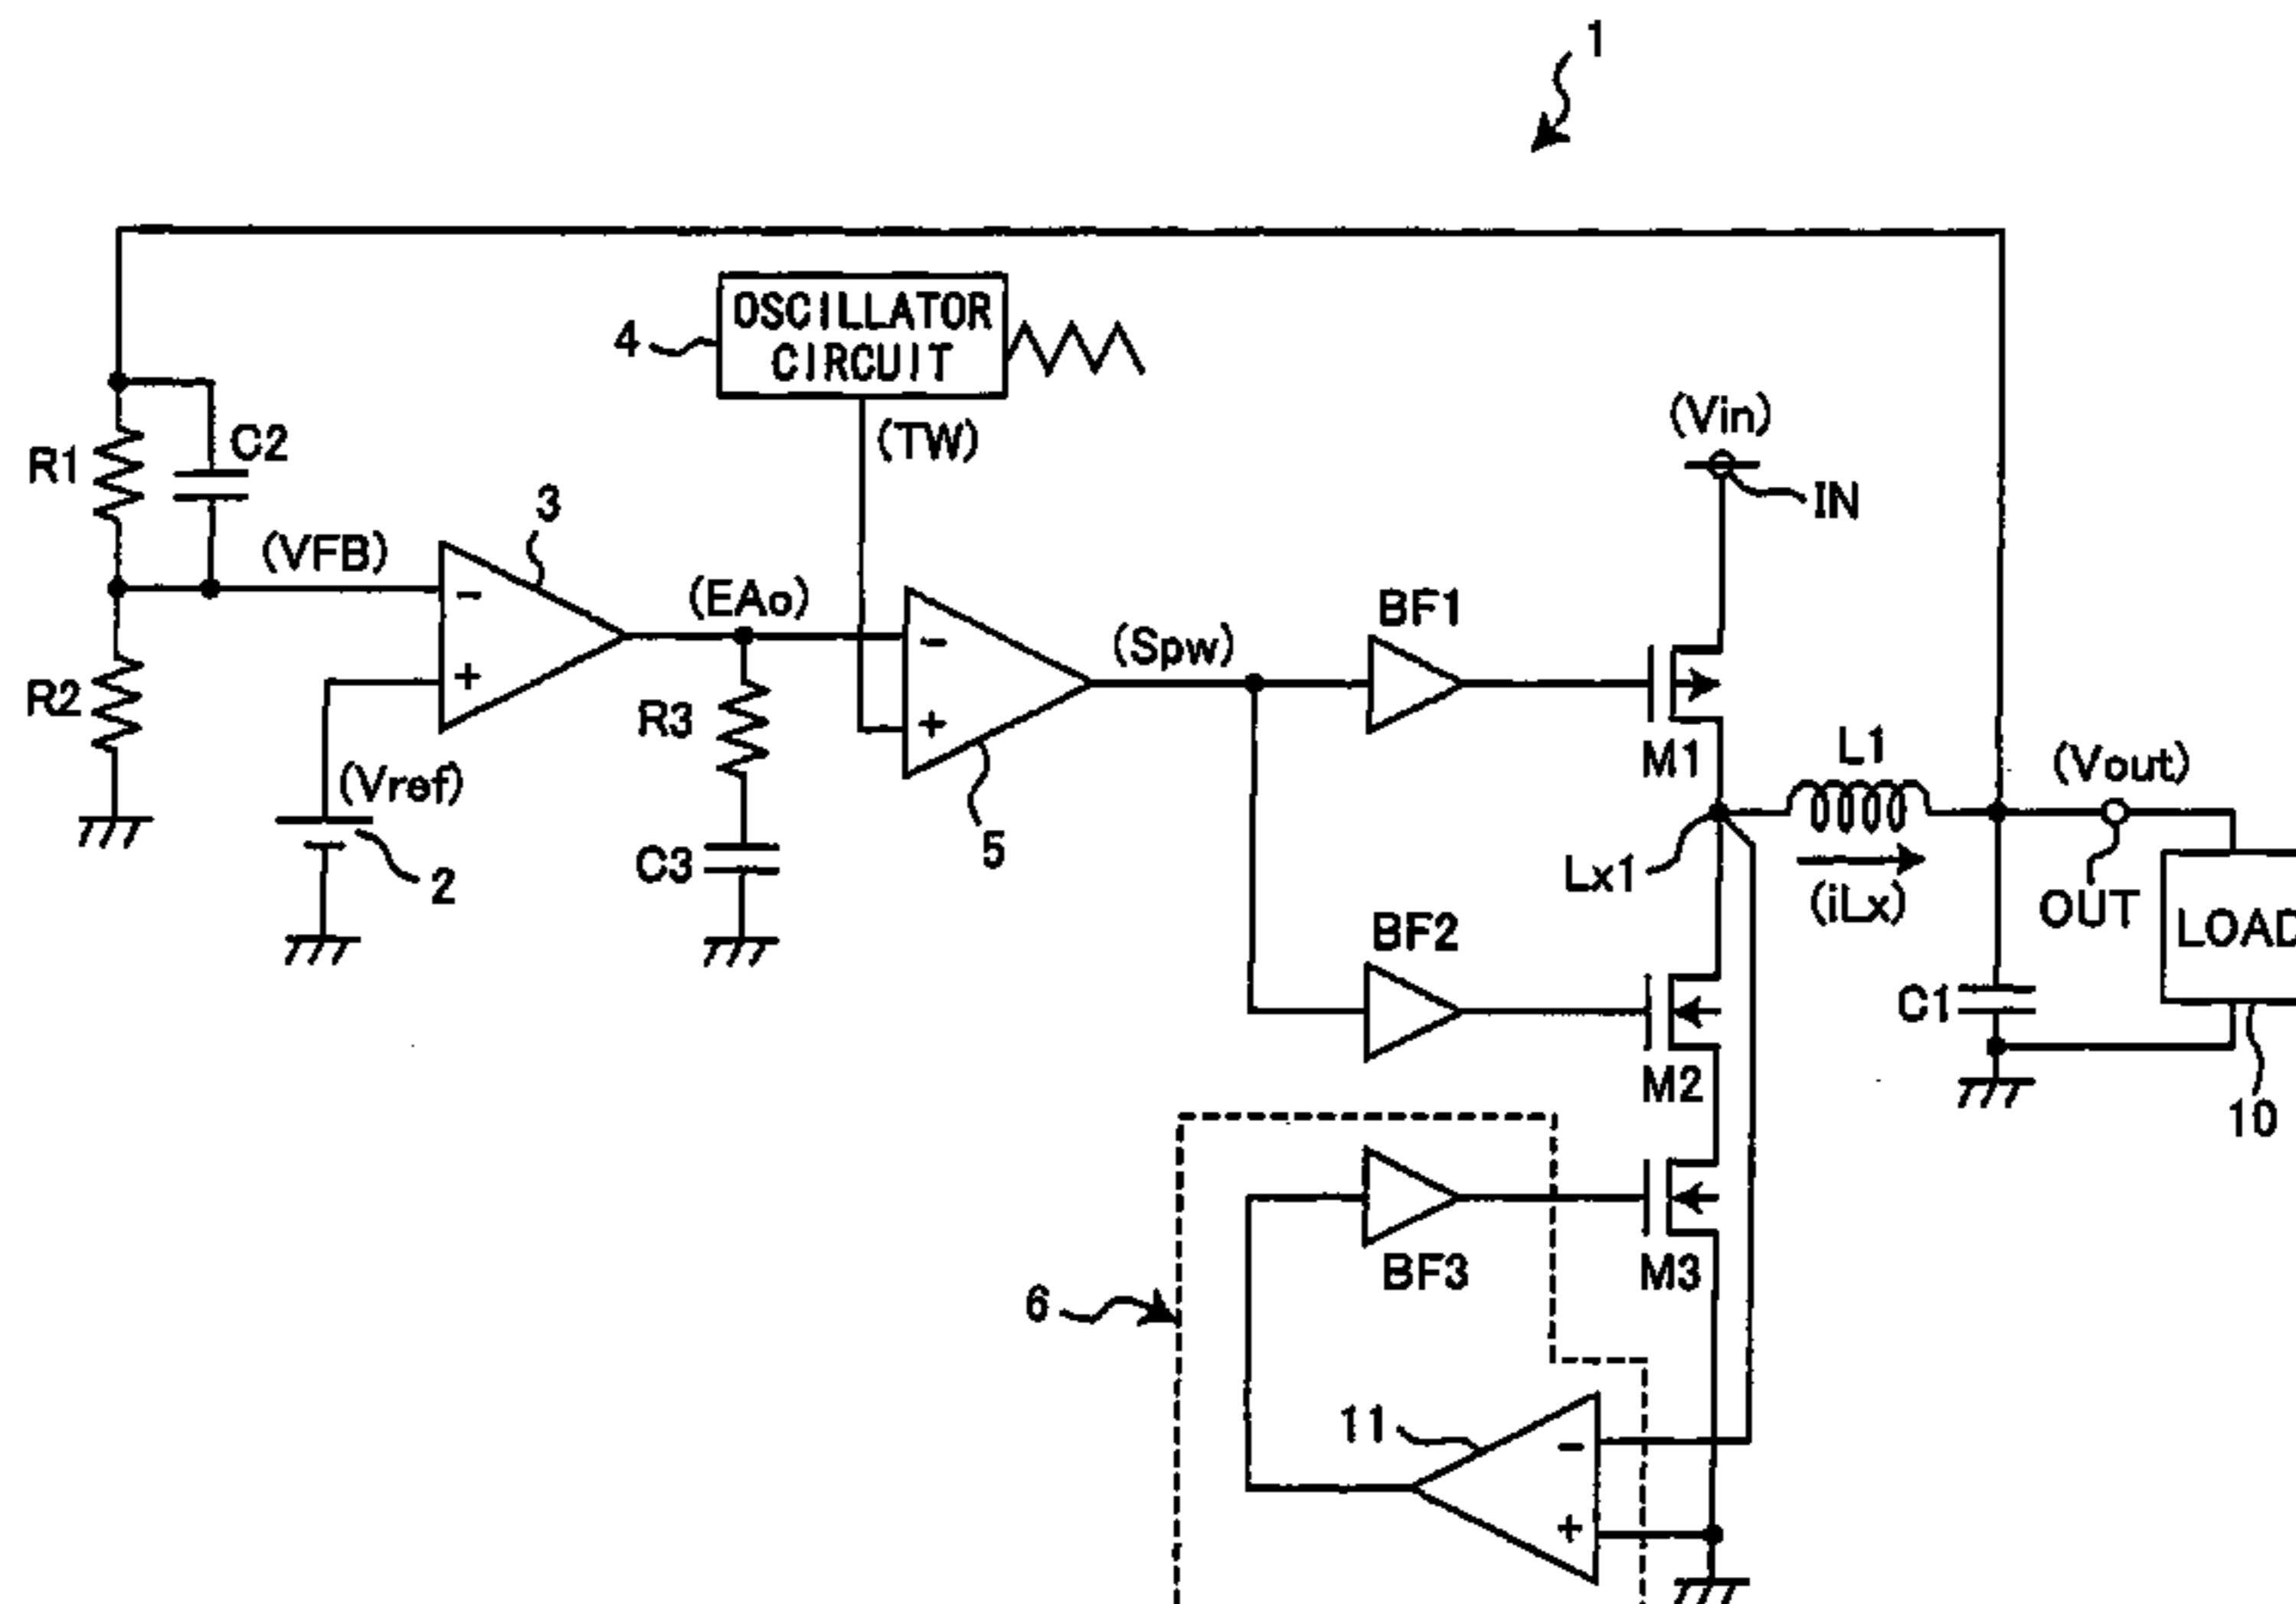 1
OSCILLATOR
CIRCUIT
4
(TW)
(Vin)
IN
R1
C2
(VFB)
3
-
+
(EAo)
-
+
(Spw)
BF1
M1
R2
(Vref)
2
R3
C3
5
L1
(Vout)
Lx1
(iLx)
OUT
LOAD
BF2
M2
C1
10
BF3
M3
6
11
-
+